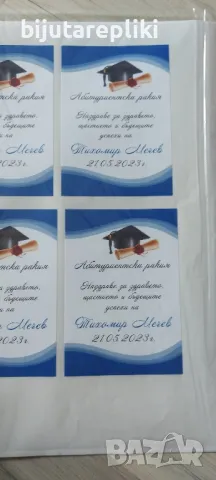 bijutarepliki
Абитуриентска ракия
Наздраве за здравето,
щастието и бъдещите
успехи на
Тихомир Мечев
21.05.2023г.
Абитуриентска ракия
Наздраве за здравето,
щастието и бъдещите
успехи на
Тихомир Мечев
21.05.2023г.
BAZAR